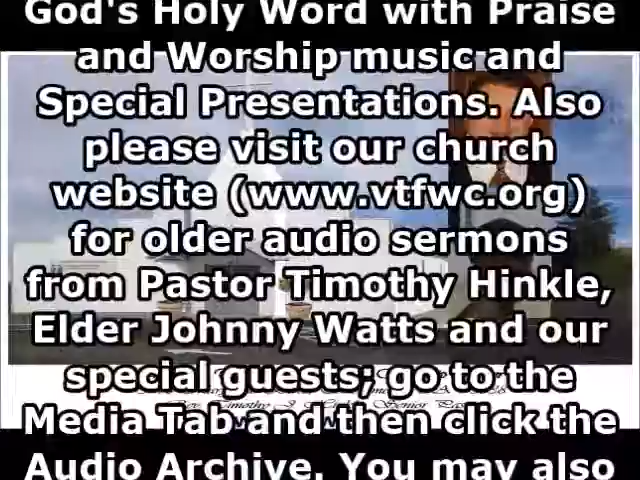 God's Holy Word with Praise
and Worship music and
Special Presentations. Also
please visit our church
website (www.vtfwc.org)
for older audio sermons
from Pastor Timothy Hinkle,
Elder Johnny Watts and our
special guests; go to the
Media Tab and then click the
Audio Archive. You may also